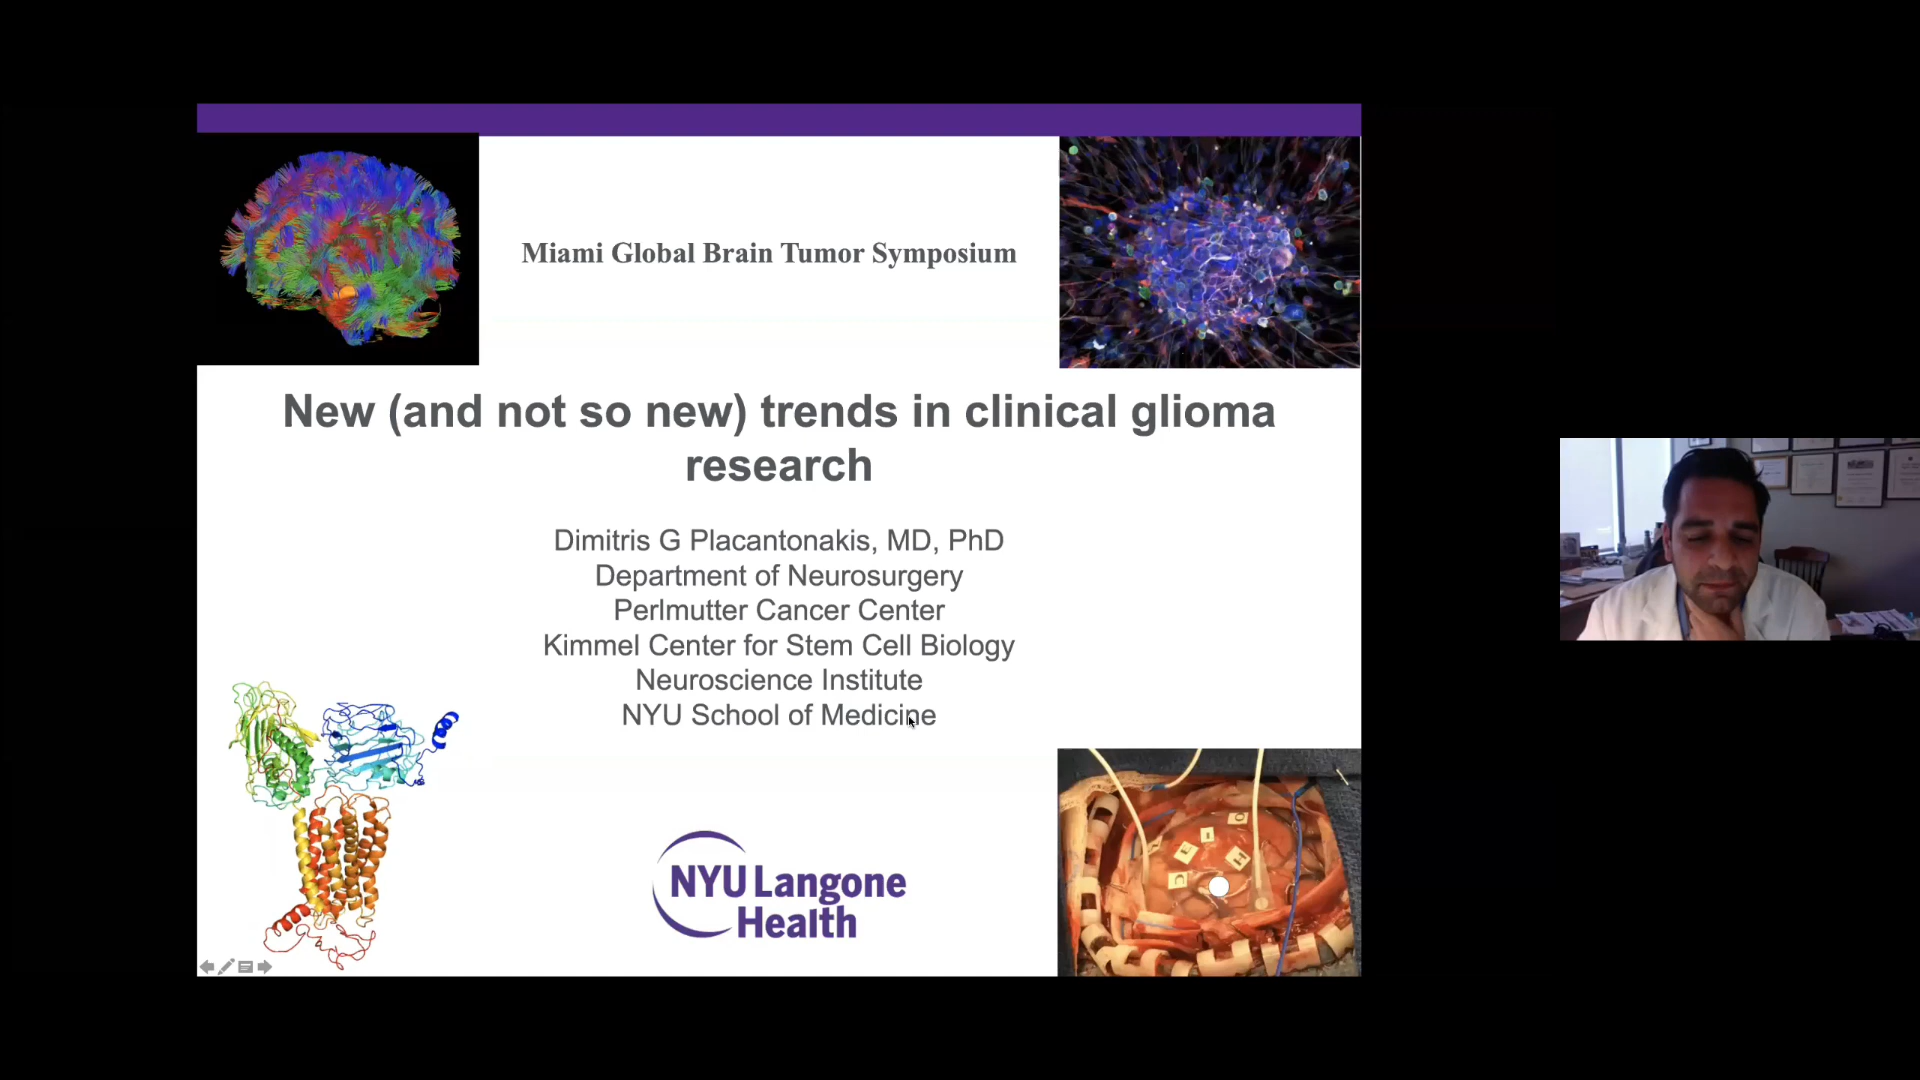 Miami Global Brain Tumor Symposium
New (and not so new) trends in clinical glioma
research
Dimitris G Placantonakis, MD, PhD
Department of Neurosurgery
Perlmutter Cancer Center
Kimmel Center for Stem Cell Biology
Neuroscience Institute
NYU School of Medicine
NYU Langone
Health